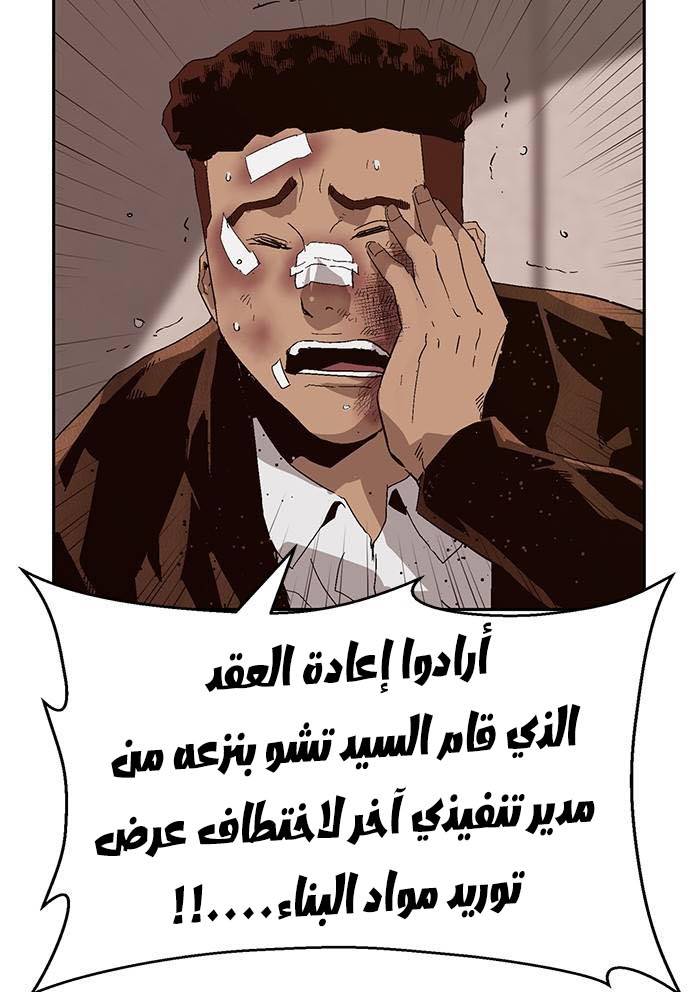 أرادوا إعادة العقد
الذي قام السيد تشو بنزعه من
مدير تنفيذي آخر لاختطاف عرض
توريد مواد البناء....!!